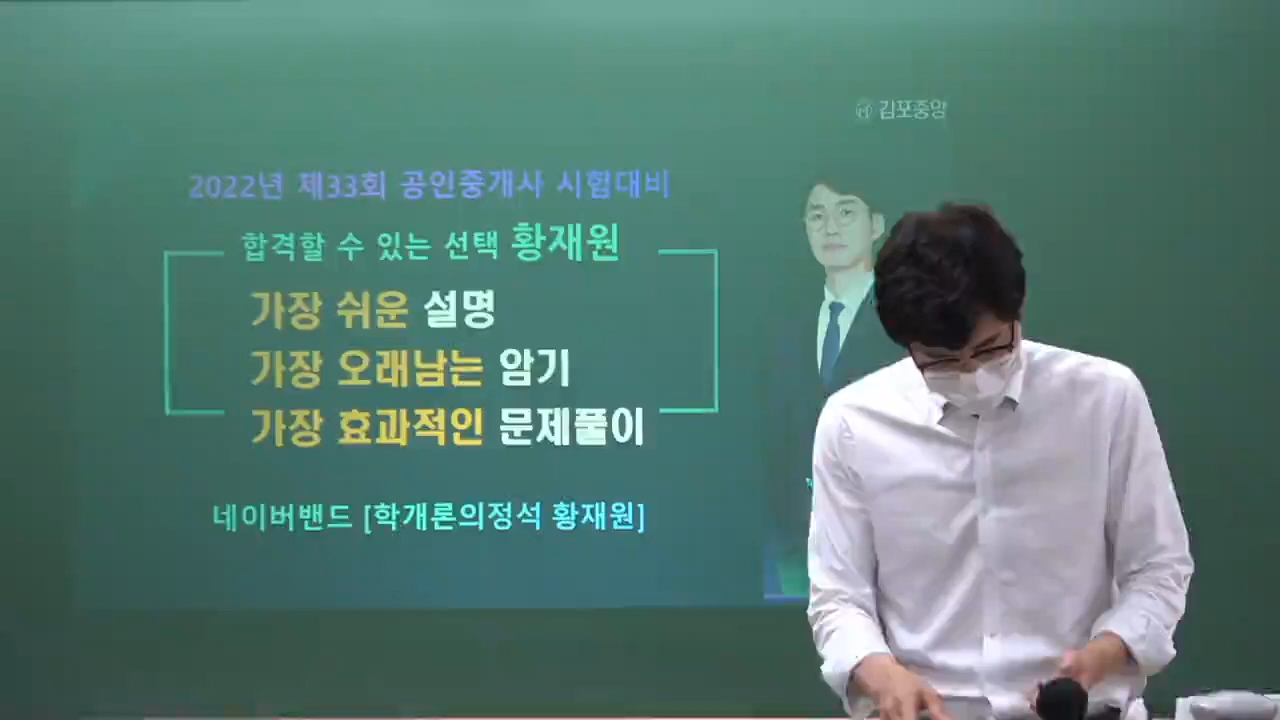 김포중앙
2022년 제33회 공인중개사 시험대비
합격할 수 있는 선택 황재원
가장 쉬운 설명
가장 오래남는 암기
가장 효과적인 문제풀이
네이버밴드 [학개론의정석 황재원]